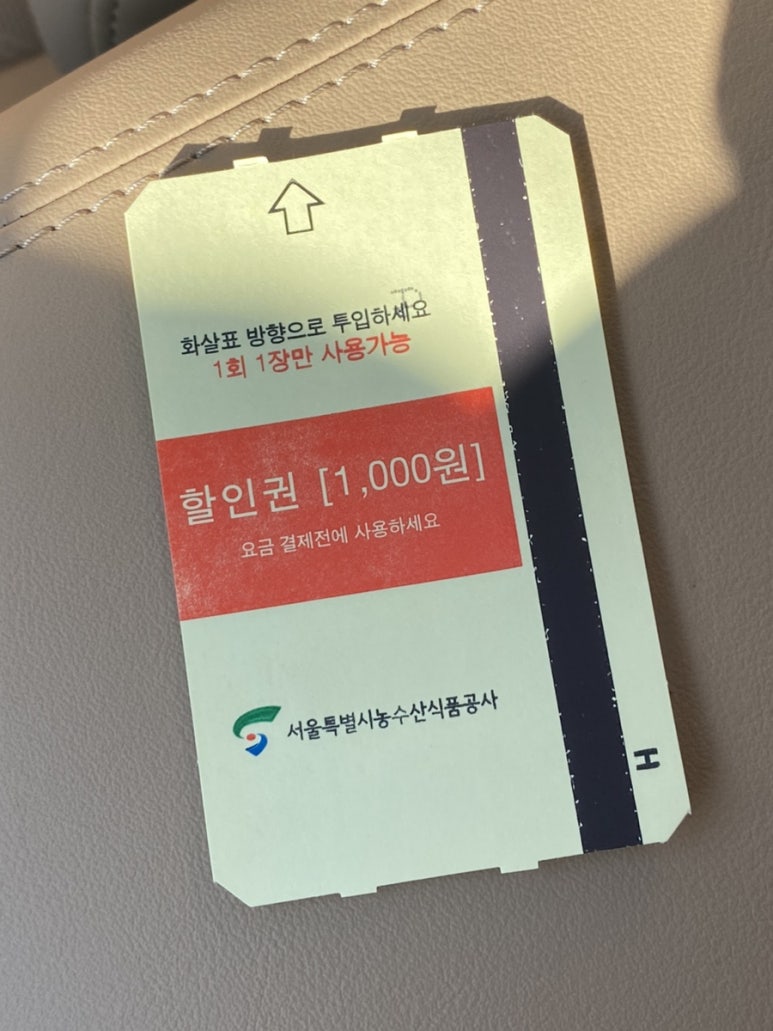 화살표 방향으로 투입하세요
1회 1장만 사용가능
할인권 [1,000원]
요금 결제전에 사용하세요
서울특별시농수산식품공사
H